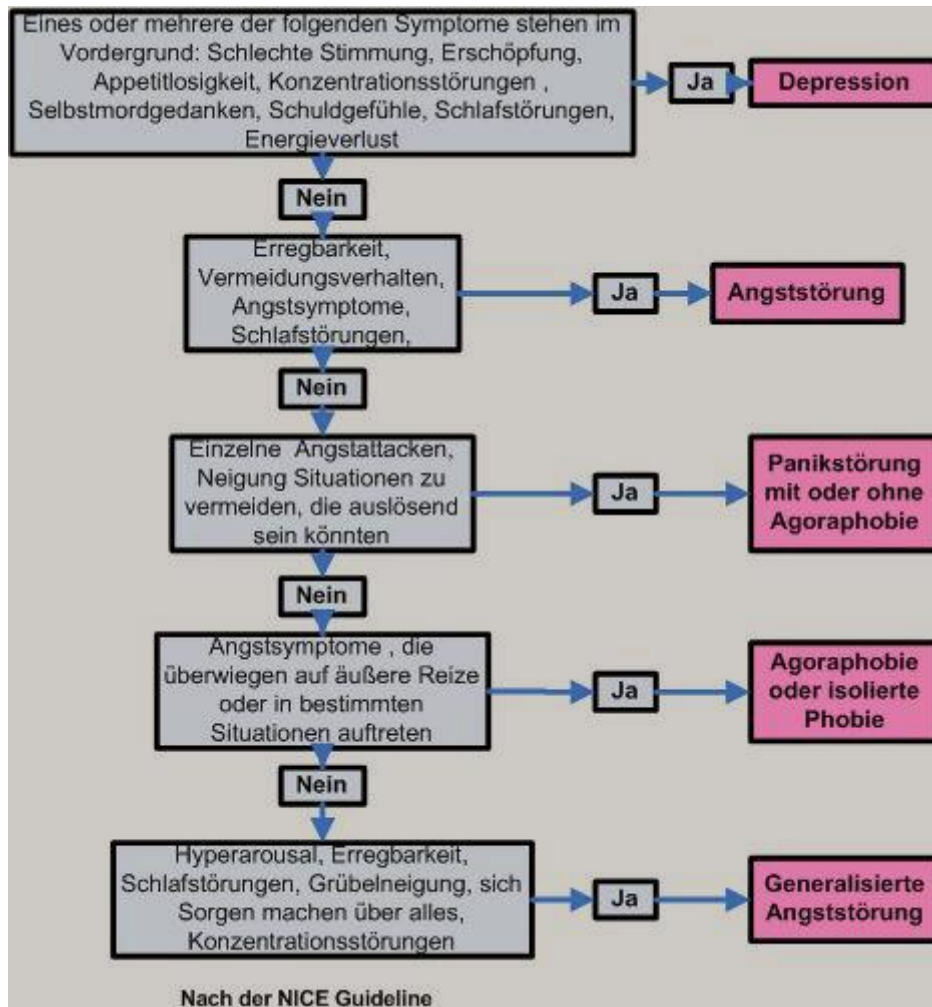 Eines oder mehrere der folgenden Symptome stehen im
Vordergrund: Schlechte Stimmung, Erschöpfung,
Appetitlosigkeit, Konzentrationsstörungen ,
Selbstmordgedanken, Schuldgefühle, Schlafstörungen,
Energieverlust
Ja
Depression
Nein
Erregbarkeit,
Vermeidungsverhalten,
Angstsymptome,
Schlafstörungen,
Ja
Angststörung
Nein
Einzelne Angstattacken,
Neigung Situationen zu
vermeiden, die auslösend
sein könnten
Ja
Panikstörung
mit oder ohne
Agoraphobie
Nein
Angstsymptome , die
überwiegen auf äußere Reize
oder in bestimmten
Situationen auftreten
Ja
Agoraphobie
oder isolierte
Phobie
Nein
Hyperarousal, Erregbarkeit,
Schlafstörungen, Grübelneigung, sich
Sorgen machen über alles,
Konzentrationsstörungen
Ja
Generalisierte
Angststörung
Nach der NICE Guideline